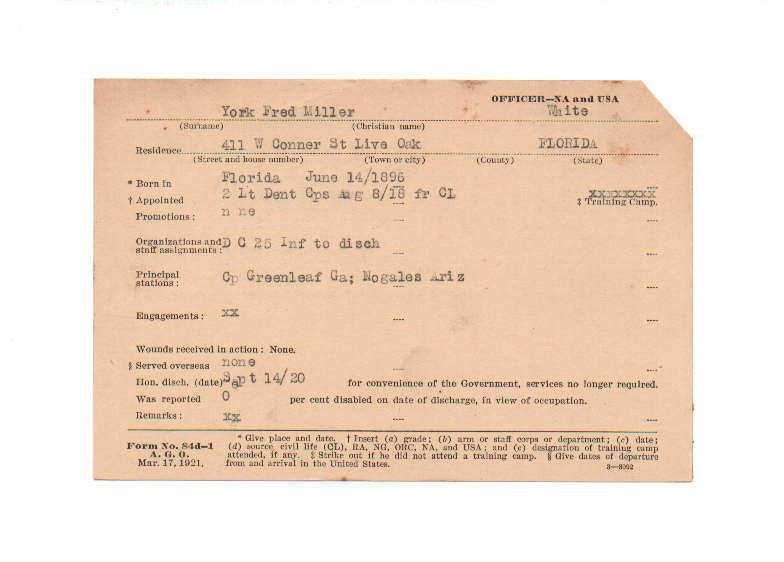 OFFICER—NA and USA
York Fred Miller White
(Surname) (Christian name)
Residence 411 W Conner St Live Oak FLORIDA
(Street and house number) (Town or city) (County) (State)
* Born in Florida June 14/1896
† Appointed 2 Lt Dent Cps Aug 8/18 fr CL xxxxxxxx
‡ Training Camp.
Promotions: n ne
Organizations and D C 25 Inf to disch
staff assignments:
Principal Cp Greenleaf Ga; Nogales Ariz
stations:
Engagements: xx
Wounds received in action: None.
§ Served overseas none
Hon. disch. (date) Sept 14/20 for convenience of the Government, services no longer required.
Was reported 0 per cent disabled on date of discharge, in view of occupation.
Remarks: xx
Form No. 84d—1
A. G. O.
Mar. 17, 1921.
* Give place and date. † Insert (a) grade; (b) arm or staff corps or department; (c) date;
(d) source civil life (CL), RA, NG, ORC, NA, and USA; and (e) designation of training camp
attended, if any. ‡ Strike out if he did not attend a training camp. § Give dates of departure
from and arrival in the United States.
3—8092